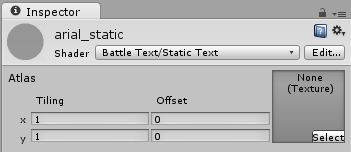 Inspector
arial_static
Shader Battle Text/Static Text Edit...
Atlas
None
(Texture)
Tiling Offset
x 1 0
y 1 0
Select